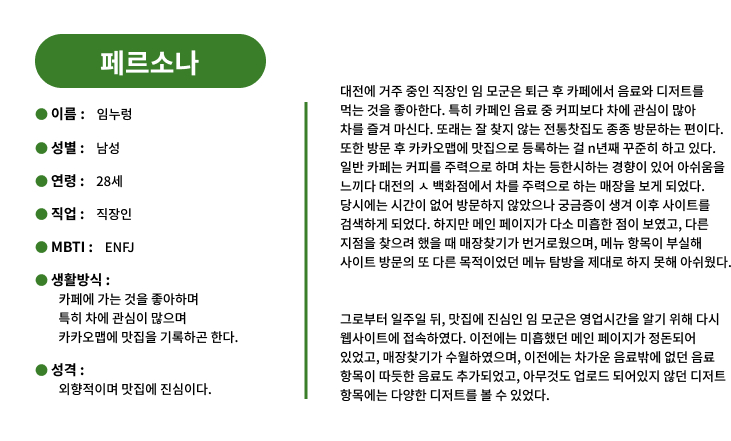 페르소나
이름 : 임누렁
성별 : 남성
연령 : 28세
직업 : 직장인
MBTI : ENFJ
생활방식 :
카페에 가는 것을 좋아하며
특히 차에 관심이 많으며
카카오맵에 맛집을 기록하곤 한다.
성격 :
외향적이며 맛집에 진심이다.
대전에 거주 중인 직장인 임 모군은 퇴근 후 카페에서 음료와 디저트를
먹는 것을 좋아한다. 특히 카페인 음료 중 커피보다 차에 관심이 많아
차를 즐겨 마신다. 또래는 잘 찾지 않는 전통찻집도 종종 방문하는 편이다.
또한 방문 후 카카오맵에 맛집으로 등록하는 걸 n년째 꾸준히 하고 있다.
일반 카페는 커피를 주력으로 하며 차는 등한시하는 경향이 있어 아쉬움을
느끼다 대전의 ㅅ 백화점에서 차를 주력으로 하는 매장을 보게 되었다.
당시에는 시간이 없어 방문하지 않았으나 궁금증이 생겨 이후 사이트를
검색하게 되었다. 하지만 메인 페이지가 다소 미흡한 점이 보였고, 다른
지점을 찾으려 했을 때 매장찾기가 번거로웠으며, 메뉴 항목이 부실해
사이트 방문의 또 다른 목적이었던 메뉴 탐방을 제대로 하지 못해 아쉬웠다.
그로부터 일주일 뒤, 맛집에 진심인 임 모군은 영업시간을 알기 위해 다시
웹사이트에 접속하였다. 이전에는 미흡했던 메인 페이지가 정돈되어
있었고, 매장찾기가 수월하였으며, 이전에는 차가운 음료밖에 없던 음료
항목이 따듯한 음료도 추가되었고, 아무것도 업로드 되어있지 않던 디저트
항목에는 다양한 디저트를 볼 수 있었다.